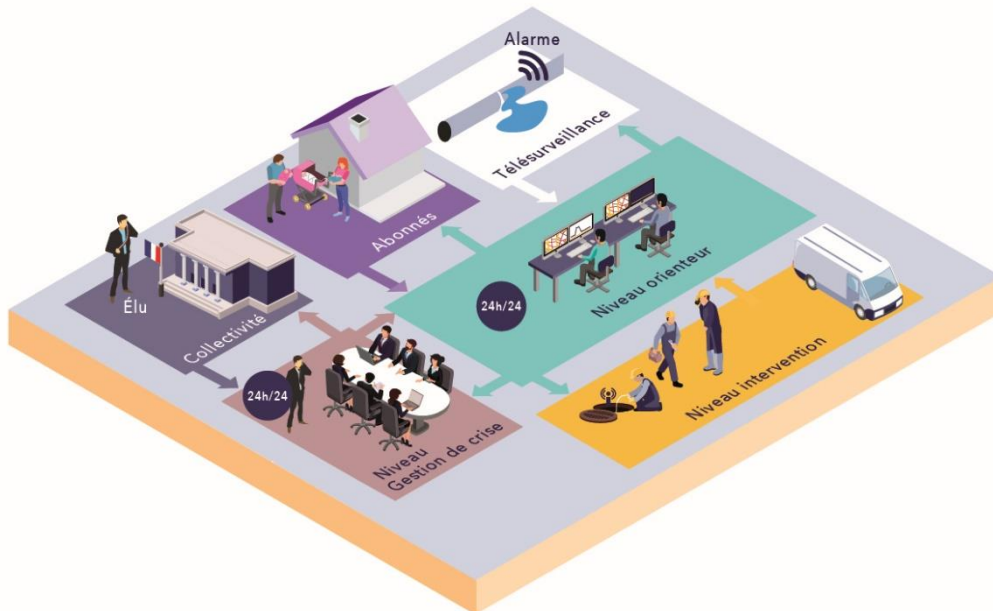 Alarme
Télésurveillance
Abonnés
Élu
Collectivité
24h/24
Niveau orienteur
24h/24
Niveau
Gestion de crise
Niveau intervention